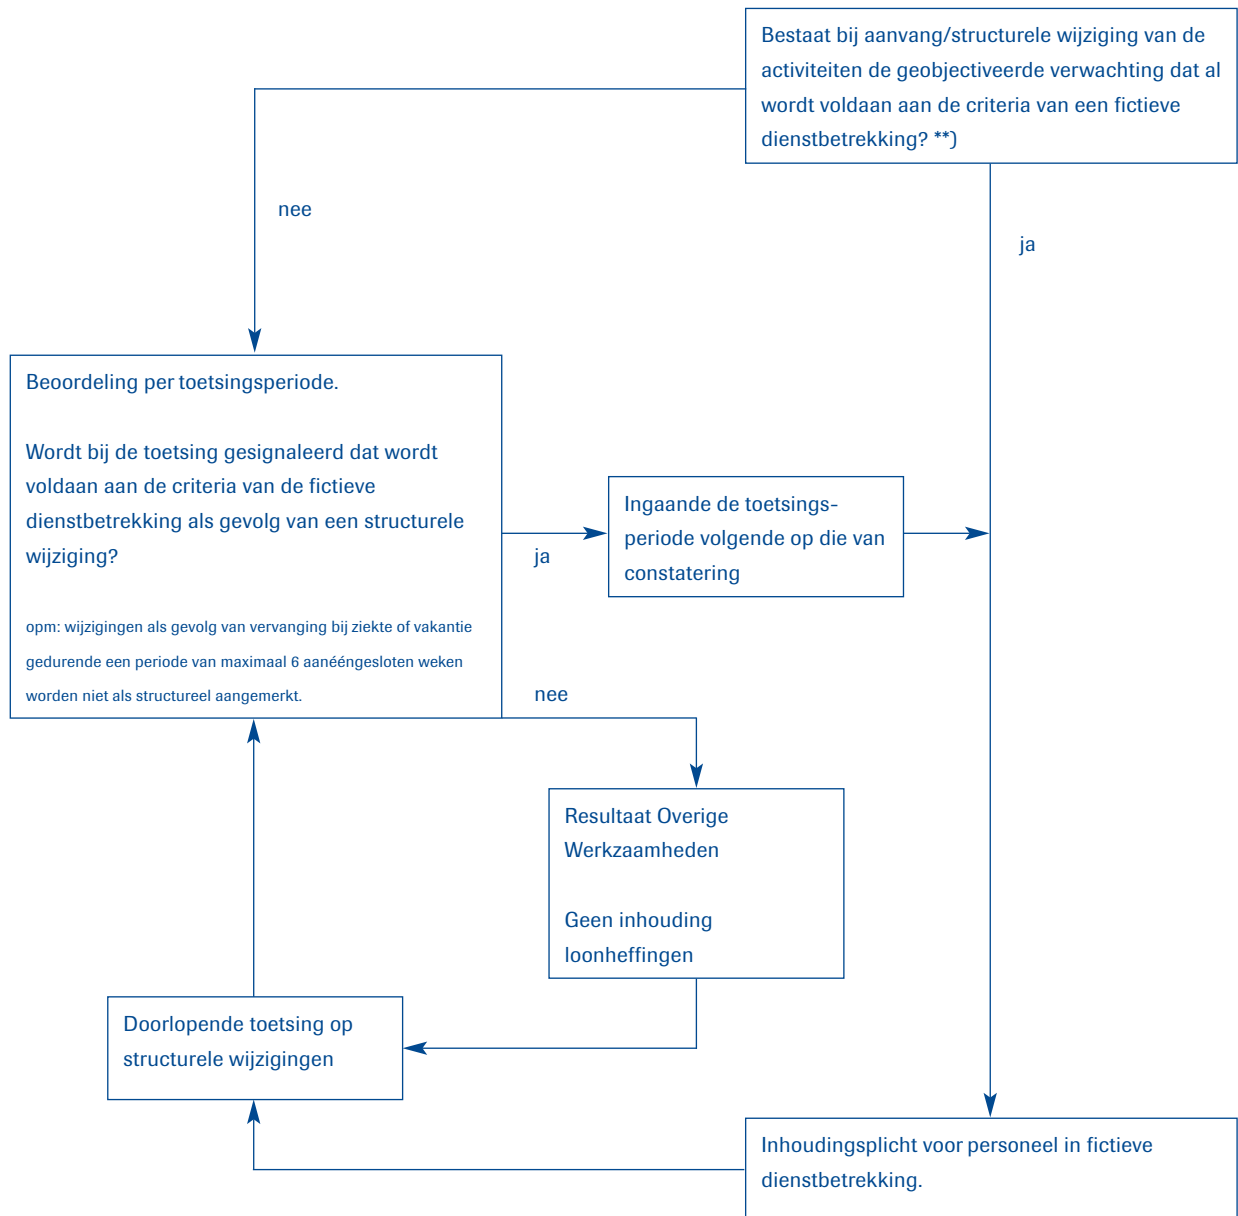 Bestaat bij aanvang/structurele wijziging van de
activiteiten de geobjectiveerde verwachting dat al
wordt voldaan aan de criteria van een fictieve
dienstbetrekking? **)
nee
ja
Beoordeling per toetsingsperiode.
Wordt bij de toetsing gesignaleerd dat wordt
voldaan aan de criteria van de fictieve
dienstbetrekking als gevolg van een structurele
wijziging?
opm: wijzigingen als gevolg van vervanging bij ziekte of vakantie
gedurende een periode van maximaal 6 aanééngesloten weken
worden niet als structureel aangemerkt.
ja
Ingaande de toetsings-
periode volgende op die van
constatering
nee
Resultaat Overige
Werkzaamheden
Geen inhouding
loonheffingen
Doorlopende toetsing op
structurele wijzigingen
Inhoudingsplicht voor personeel in fictieve
dienstbetrekking.